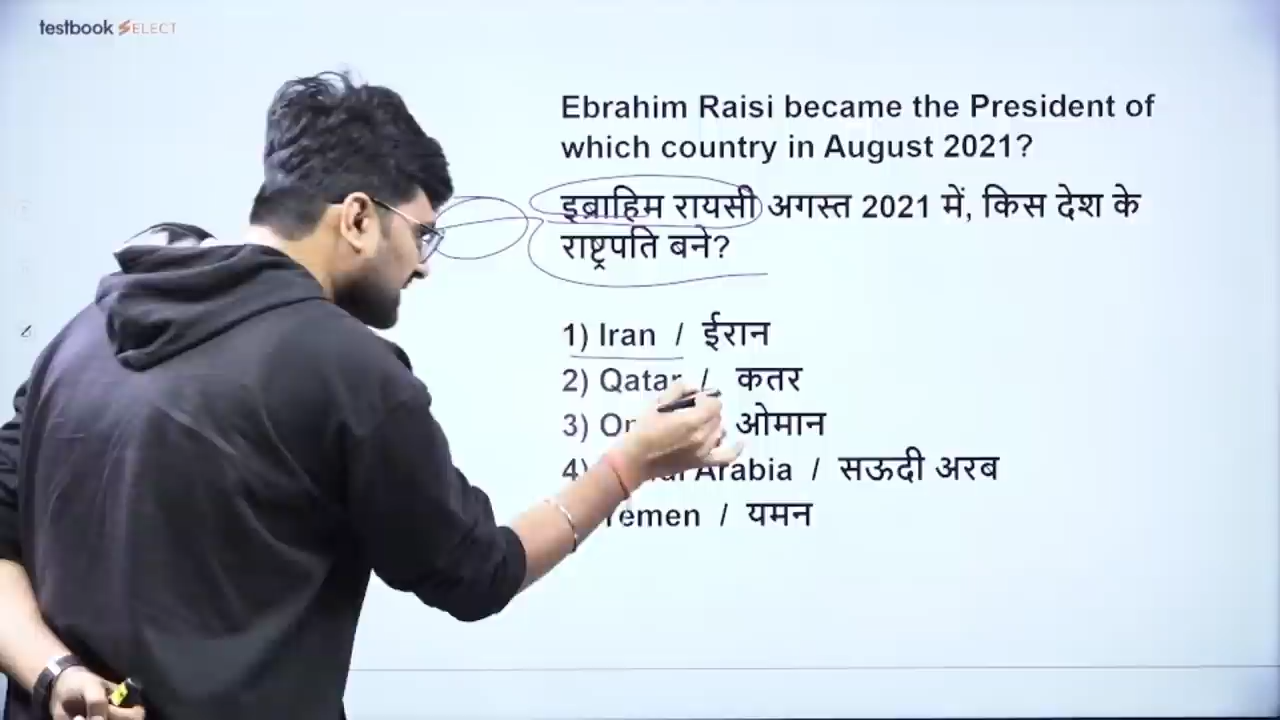 testbook SELECT
Ebrahim Raisi became the President of
which country in August 2021?
इब्राहिम रायसी अगस्त 2021 में, किस देश के
राष्ट्रपति बने?
1) Iran / ईरान
2) Qatar / कतर
3) ओमान
4) Arabia / सऊदी अरब
Yemen / यमन